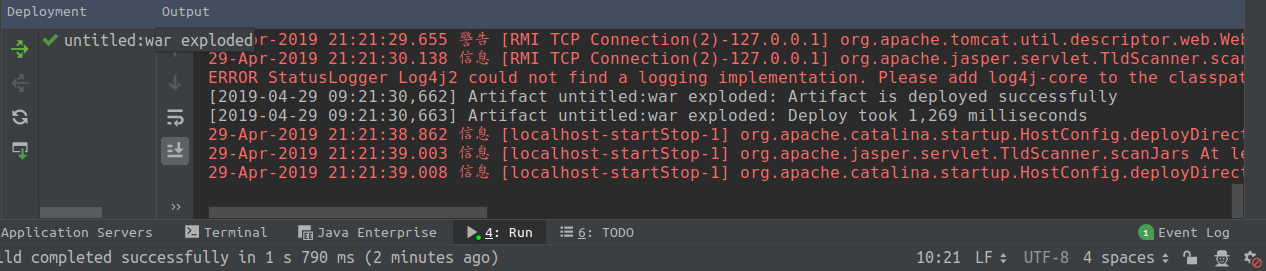 Deployment
Output
untitled:war exploded
-Apr-2019 21:21:29.655 警告 [RMI TCP Connection(2)-127.0.0.1] org.apache.tomcat.util.descriptor.web.Web
29-Apr-2019 21:21:30.138 信息 [RMI TCP Connection(2)-127.0.0.1] org.apache.jasper.servlet.TldScanner.scan
ERROR StatusLogger Log4j2 could not find a logging implementation. Please add log4j-core to the classpat
[2019-04-29 09:21:30,662] Artifact untitled:war exploded: Artifact is deployed successfully
[2019-04-29 09:21:30,663] Artifact untitled:war exploded: Deploy took 1,269 milliseconds
29-Apr-2019 21:21:38.862 信息 [localhost-startStop-1] org.apache.catalina.startup.HostConfig.deployDirect
29-Apr-2019 21:21:39.003 信息 [localhost-startStop-1] org.apache.jasper.servlet.TldScanner.scanJars At le
29-Apr-2019 21:21:39.008 信息 [localhost-startStop-1] org.apache.catalina.startup.HostConfig.deployDirect
Application Servers Terminal Java Enterprise 4: Run 6: TODO 1 Event Log
ld completed successfully in 1 s 790 ms (2 minutes ago) 10:21 LF UTF-8 4 spaces